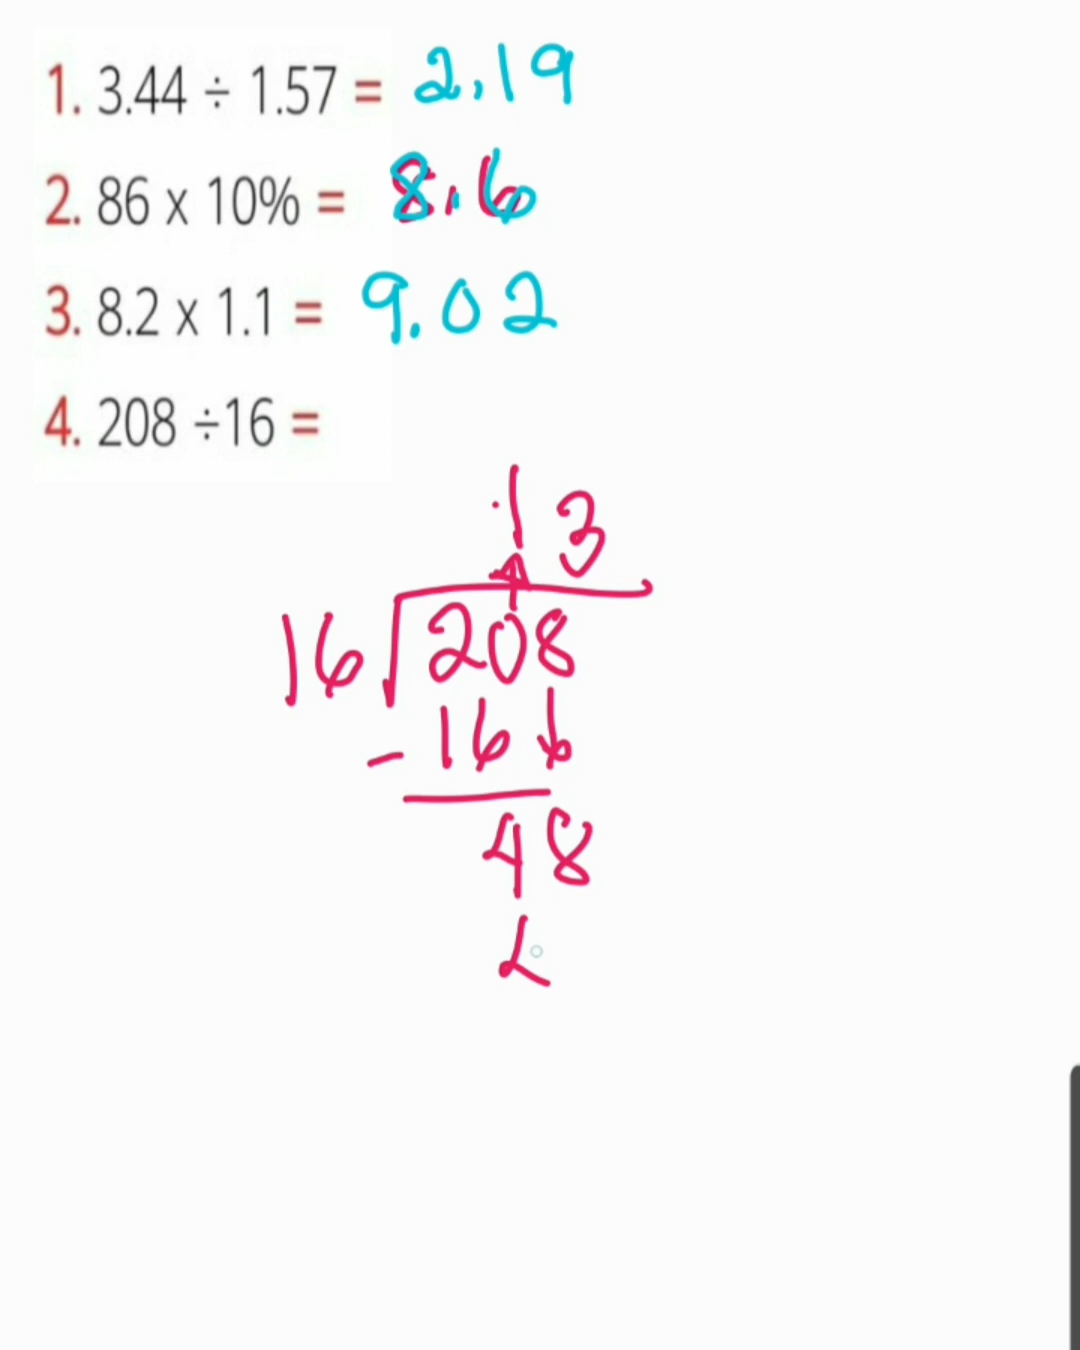 1. 3.44 ÷ 1.57 = 2.19
2. 86 x 10% = 8.6
3. 8.2 x 1.1 = 9.02
4. 208 ÷16 =
13
16 208
- 16
48